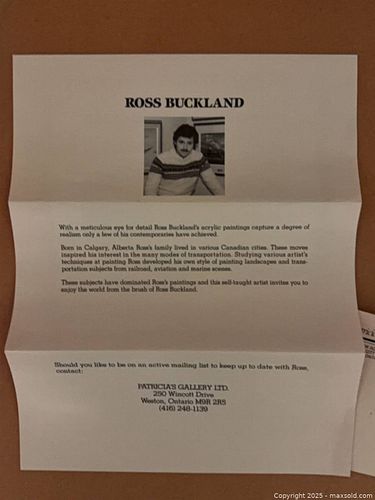 ROSS BUCKLAND
With a meticulous eye for detail Ross Buckland's acrylic paintings capture a degree of
realism only a few of his contemporaries have achieved.
Born in Calgary, Alberta Ross's family lived in various Canadian cities. These moves
inspired his interest in the many modes of transportation. Studying various artist's
techniques at painting Ross developed his own style of painting landscapes and trans-
portation subjects from railroad, aviation and marine scenes.
These subjects have dominated Ross's paintings and this self-taught artist invites you to
enjoy the world from the brush of Ross Buckland.
Should you like to be on an active mailing list to keep up to date with Ross,
contact:
PATRICIA'S GALLERY LTD.
250 Wincott Drive
Weston, Ontario M9R 2R5
(416) 248-1139
Copyright 2025 - maxsold.com